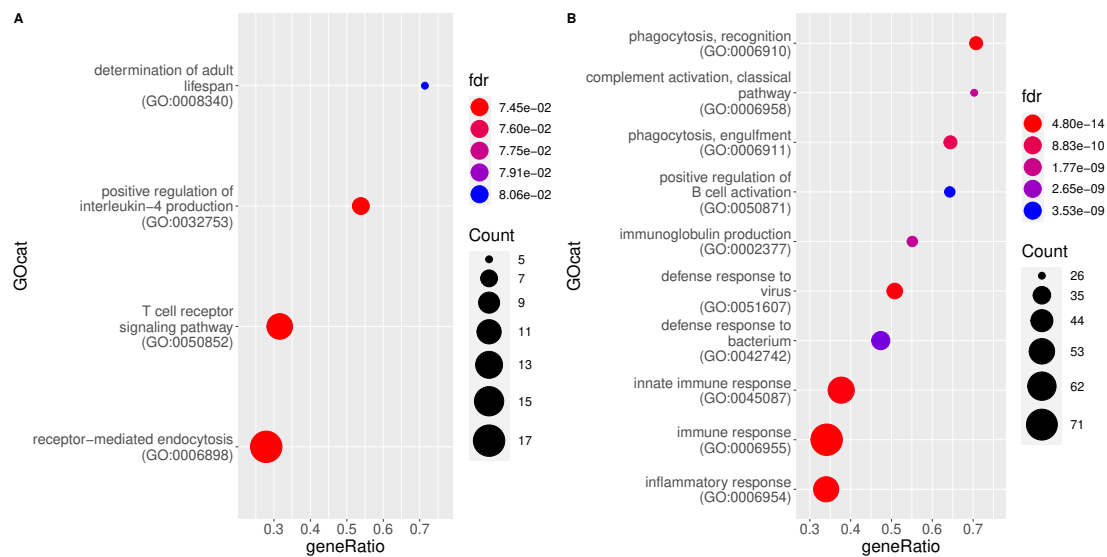 A
GOcat
determination of adult
lifespan
(GO:0008340)
positive regulation of
interleukin−4 production
(GO:0032753)
T cell receptor
signaling pathway
(GO:0050852)
receptor−mediated endocytosis
(GO:0006898)
0.3 0.4 0.5 0.6 0.7
geneRatio
fdr
7.45e−02
7.60e−02
7.75e−02
7.91e−02
8.06e−02
Count
5
7
9
11
13
15
17
B
GOcat
phagocytosis, recognition
(GO:0006910)
complement activation, classical
pathway
(GO:0006958)
phagocytosis, engulfment
(GO:0006911)
positive regulation of
B cell activation
(GO:0050871)
immunoglobulin production
(GO:0002377)
defense response to
virus
(GO:0051607)
defense response to
bacterium
(GO:0042742)
innate immune response
(GO:0045087)
immune response
(GO:0006955)
inflammatory response
(GO:0006954)
0.3 0.4 0.5 0.6 0.7
geneRatio
fdr
4.80e−14
8.83e−10
1.77e−09
2.65e−09
3.53e−09
Count
26
35
44
53
62
71